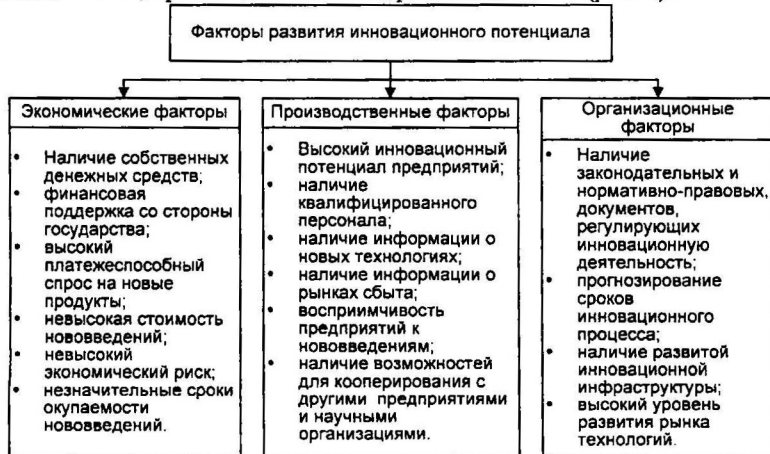 Факторы развития инновационного потенциала
Экономические факторы
• Наличие собственных
денежных средств;
• финансовая
поддержка со стороны
государства;
• высокий
платежеспособный
спрос на новые
продукты;
• невысокая стоимость
нововведений;
• невысокий
экономический риск;
• незначительные сроки
окупаемости
нововведений.
Производственные факторы
• Высокий инновационный
потенциал предприятий;
• наличие
квалифицированного
персонала;
• наличие информации о
новых технологиях;
• наличие информации о
рынках сбыта;
• восприимчивость
предприятий к
нововведениям;
• наличие возможностей
для кооперирования с
другими предприятиями
и научными
организациями.
Организационные
факторы
• Наличие
законодательных и
нормативно-правовых,
документов,
регулирующих
инновационную
деятельность;
• прогнозирование
сроков
инновационного
процесса;
• наличие развитой
инновационной
инфраструктуры;
• высокий уровень
развития рынка
технологий.